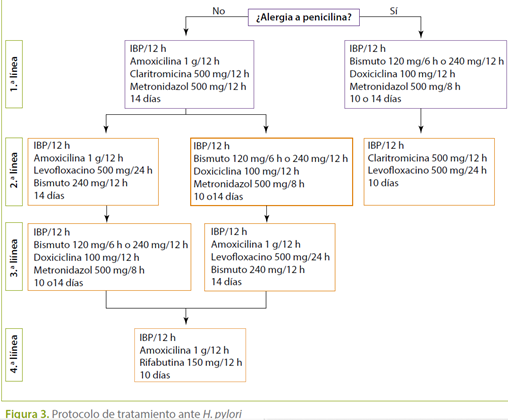 ¿Alergia a penicilina?
No
Sí
1.ª línea
IBP/12 h
Amoxicilina 1 g/12 h
Claritromicina 500 mg/12 h
Metronidazol 500 mg/12 h
14 días
IBP/12 h
Bismuto 120 mg/6 h o 240 mg/12 h
Doxiciclina 100 mg/12 h
Metronidazol 500 mg/8 h
10 o 14 días
2.ª línea
IBP/12 h
Amoxicilina 1 g/12 h
Levofloxacino 500 mg/24 h
Bismuto 240 mg/12 h
14 días
IBP/12 h
Bismuto 120 mg/6 h o 240 mg/12 h
Doxiciclina 100 mg/12 h
Metronidazol 500 mg/8 h
10 o14 días
IBP/12 h
Claritromicina 500 mg/12 h
Levofloxacino 500 mg/24 h
10 días
3.ª liínea
IBP/12 h
Bismuto 120 mg/6 h o 240 mg/12 h
Doxiciclina 100 mg/12 h
Metronidazol 500 mg/8 h
10 o14 días
IBP/12 h
Amoxicilina 1 g/12 h
Levofloxacino 500 mg/24 h
Bismuto 240 mg/12 h
14 días
4.ª liínea
IBP/12 h
Amoxicilina 1 g/12 h
Rifabutina 150 mg/12 h
10 días
Figura 3. Protocolo de tratamiento ante H. pylori